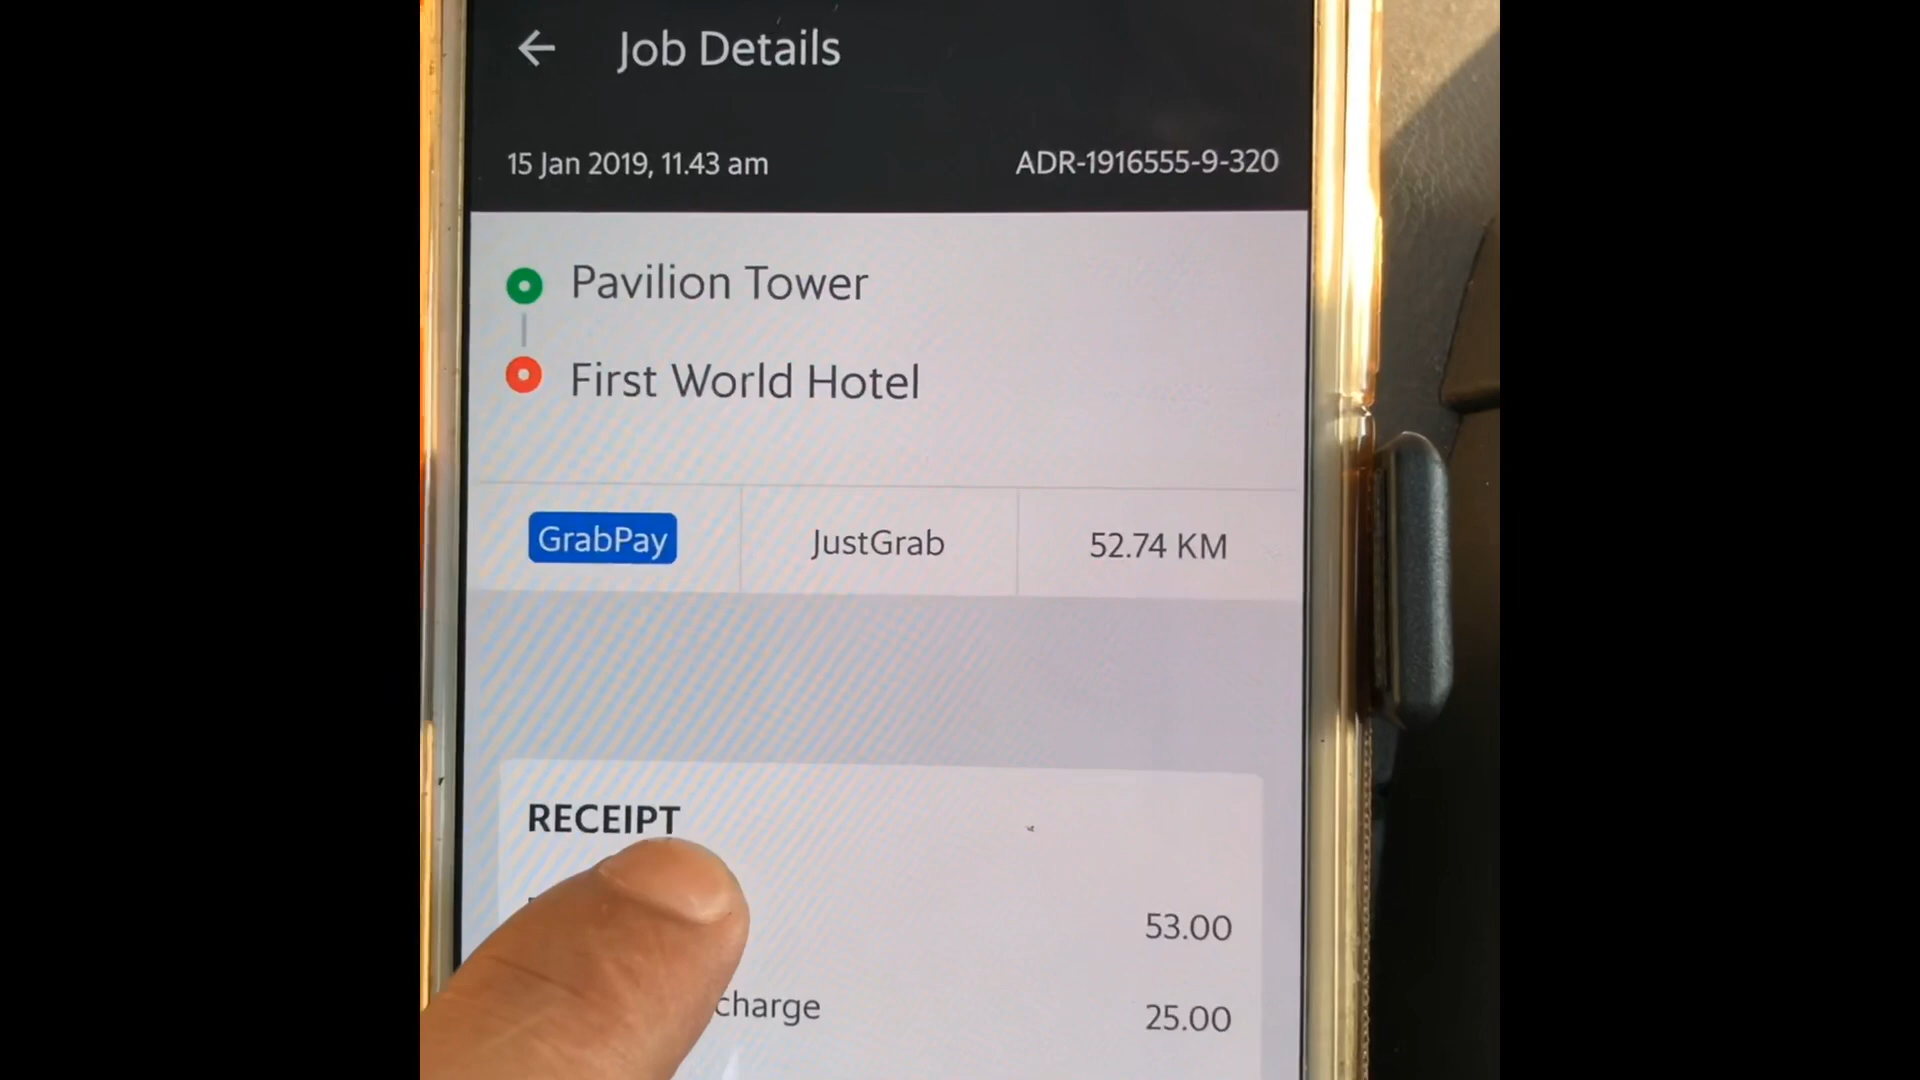 Job Details
15 Jan 2019, 11.43 am ADR-1916555-9-320
Pavilion Tower
First World Hotel
GrabPay JustGrab 52.74 KM
RECEIPT
53.00
charge 25.00